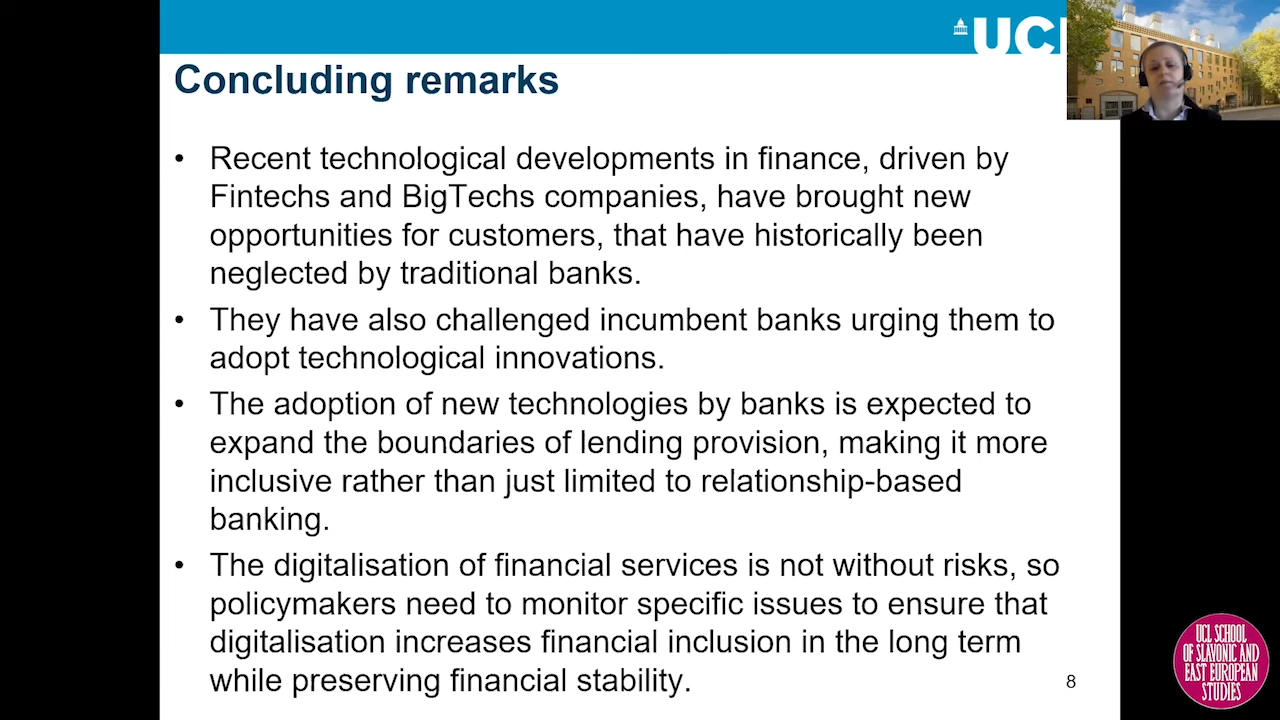 UCL
Concluding remarks
• Recent technological developments in finance, driven by
Fintechs and BigTechs companies, have brought new
opportunities for customers, that have historically been
neglected by traditional banks.
• They have also challenged incumbent banks urging them to
adopt technological innovations.
• The adoption of new technologies by banks is expected to
expand the boundaries of lending provision, making it more
inclusive rather than just limited to relationship-based
banking.
• The digitalisation of financial services is not without risks, so
policymakers need to monitor specific issues to ensure that
digitalisation increases financial inclusion in the long term
while preserving financial stability.
8
UCL SCHOOL
OF SLAVONIC AND
EAST EUROPEAN
STUDIES